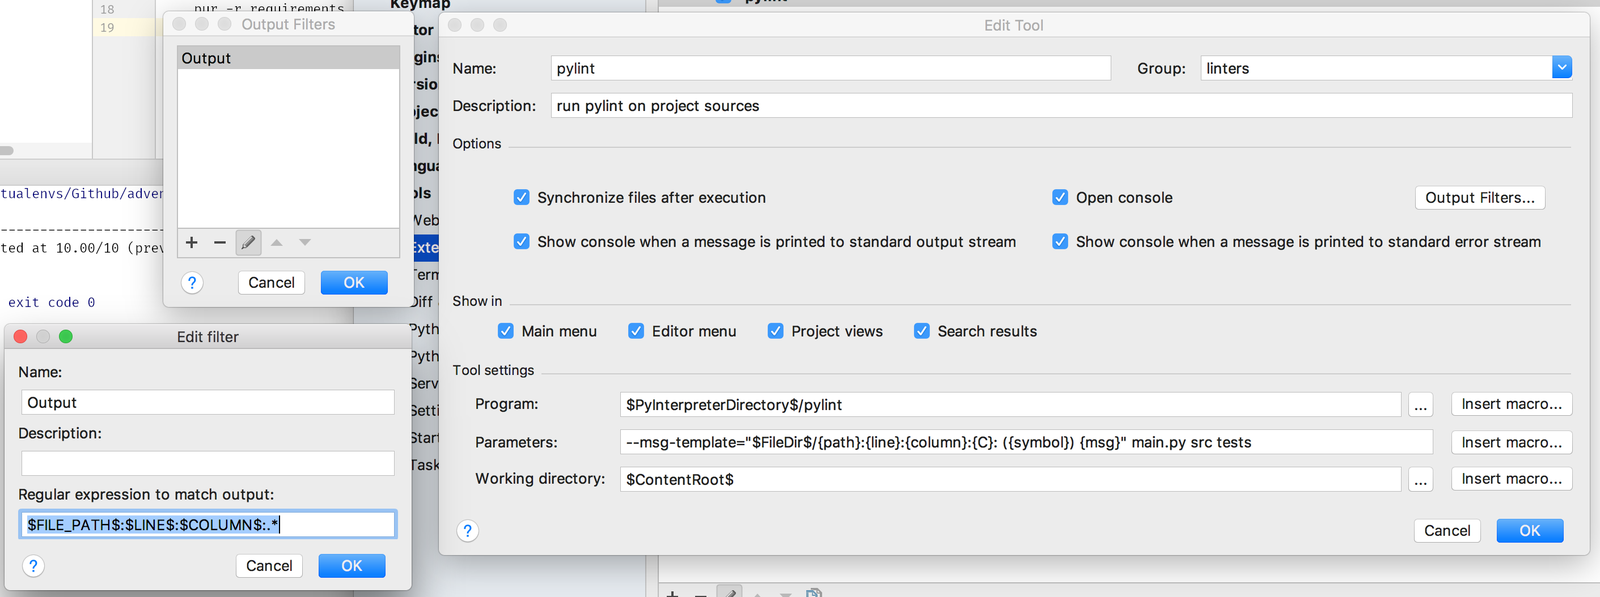 18
pur -r requirements
19
tualenvs/Github/adven
ted at 10.00/10 (prev
exit code 0
Output Filters
Output
?
Cancel
OK
Edit filter
Name:
Output
Description:
Regular expression to match output:
$FILE_PATH$:$LINE$:$COLUMN$:.*
?
Cancel
OK
Keymap
tor
gins
rsio
ojec
ild,
ngua
ols
Web
Exte
Term
Diff
Pyth
Pyth
Serv
Setti
Start
Task
pylint
Edit Tool
Name:
pylint
Group:
linters
Description:
run pylint on project sources
Options
Synchronize files after execution
Open console
Output Filters...
Show console when a message is printed to standard output stream
Show console when a message is printed to standard error stream
Show in
Main menu
Editor menu
Project views
Search results
Tool settings
Program:
$PyInterpreterDirectory$/pylint
...
Insert macro...
Parameters:
--msg-template="$FileDir$/{path}:{line}:{column}:{C}: ({symbol}) {msg}" main.py src tests
Insert macro...
Working directory:
$ContentRoot$
...
Insert macro...
?
Cancel
OK